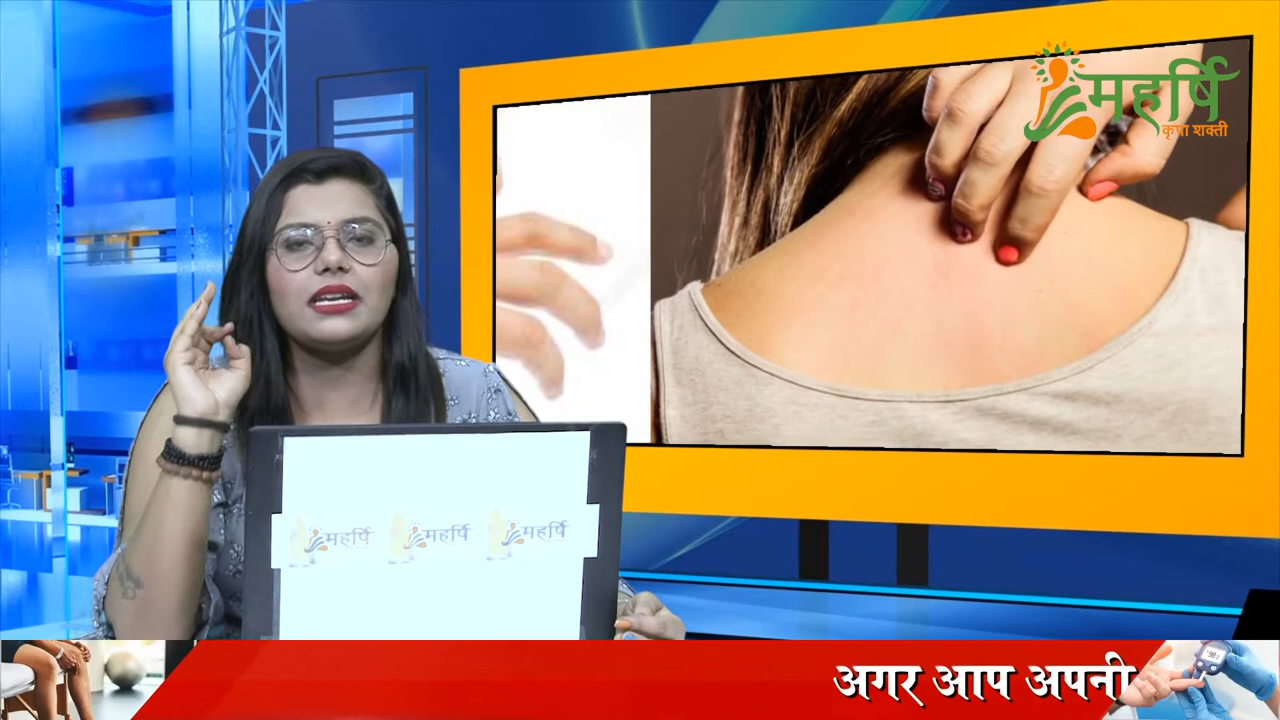 महर्षि
कृपा शक्ती
महर्षि महर्षि महर्षि
अगर आप अपनी